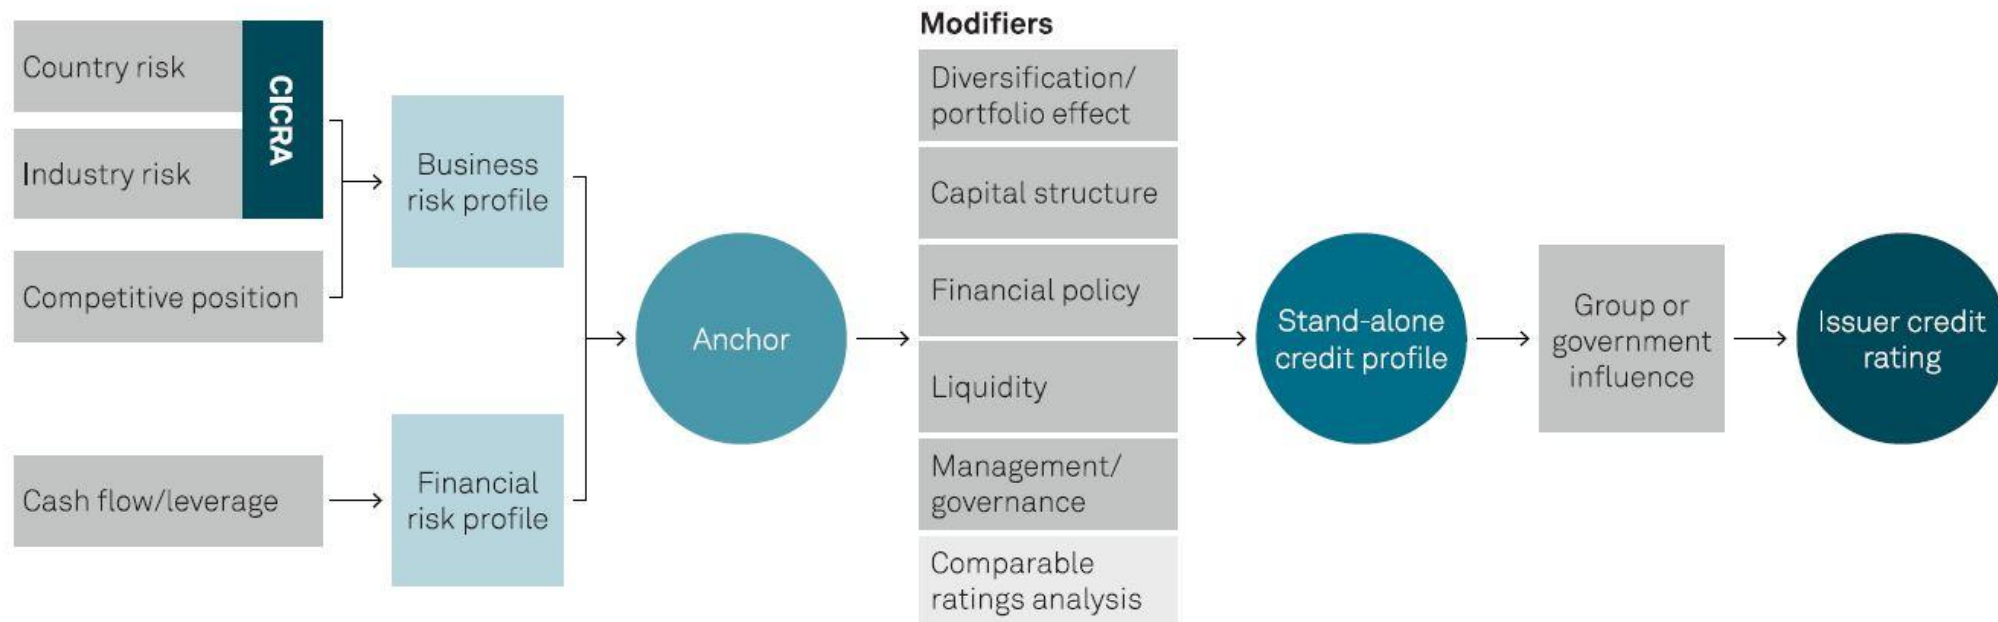 Country risk
Industry risk
CICRA
Competitive position
Cash flow/leverage
Business
risk profile
Financial
risk profile
Anchor
Modifiers
Diversification/
portfolio effect
Capital structure
Financial policy
Liquidity
Management/
governance
Comparable
ratings analysis
Stand-alone
credit profile
Group or
government
influence
Issuer credit
rating